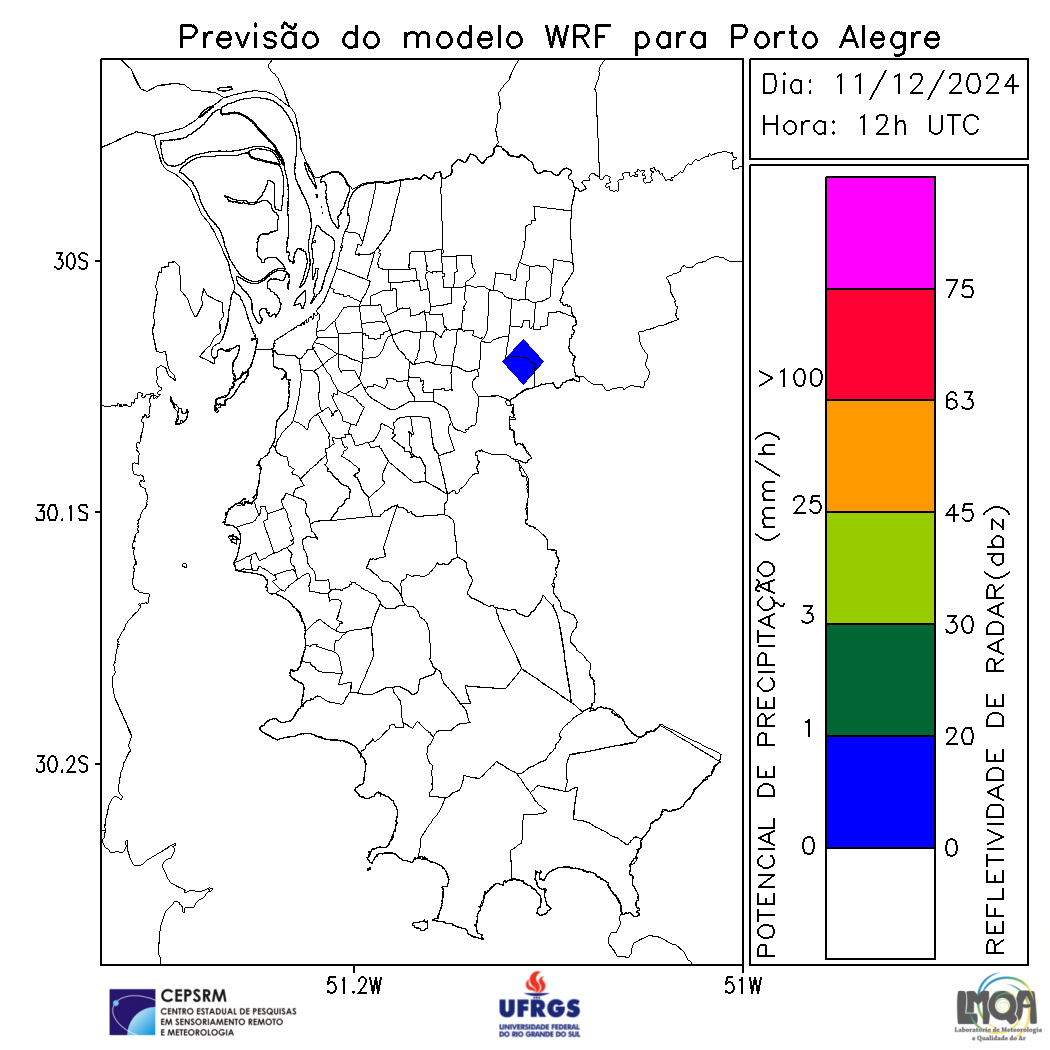 Previsão do modelo WRF para Porto Alegre
Dia: 11/12/2024
Hora: 12h UTC
30S
30.1S
30.2S
51.2W
51W
POTENCIAL DE PRECIPITAÇÃO (mm/h)
>100
25
3
1
0
75
63
45
30
20
0
REFLETIVIDADE DE RADAR(dbz)
CEPSRM
CENTRO ESTADUAL DE PESQUISAS
EM SENSORIAMENTO REMOTO
E METEOROLOGIA
UFRGS
UNIVERSIDADE FEDERAL
DO RIO GRANDE DO SUL
LMQA
Laboratório de Meteorologia
e Qualidade do Ar